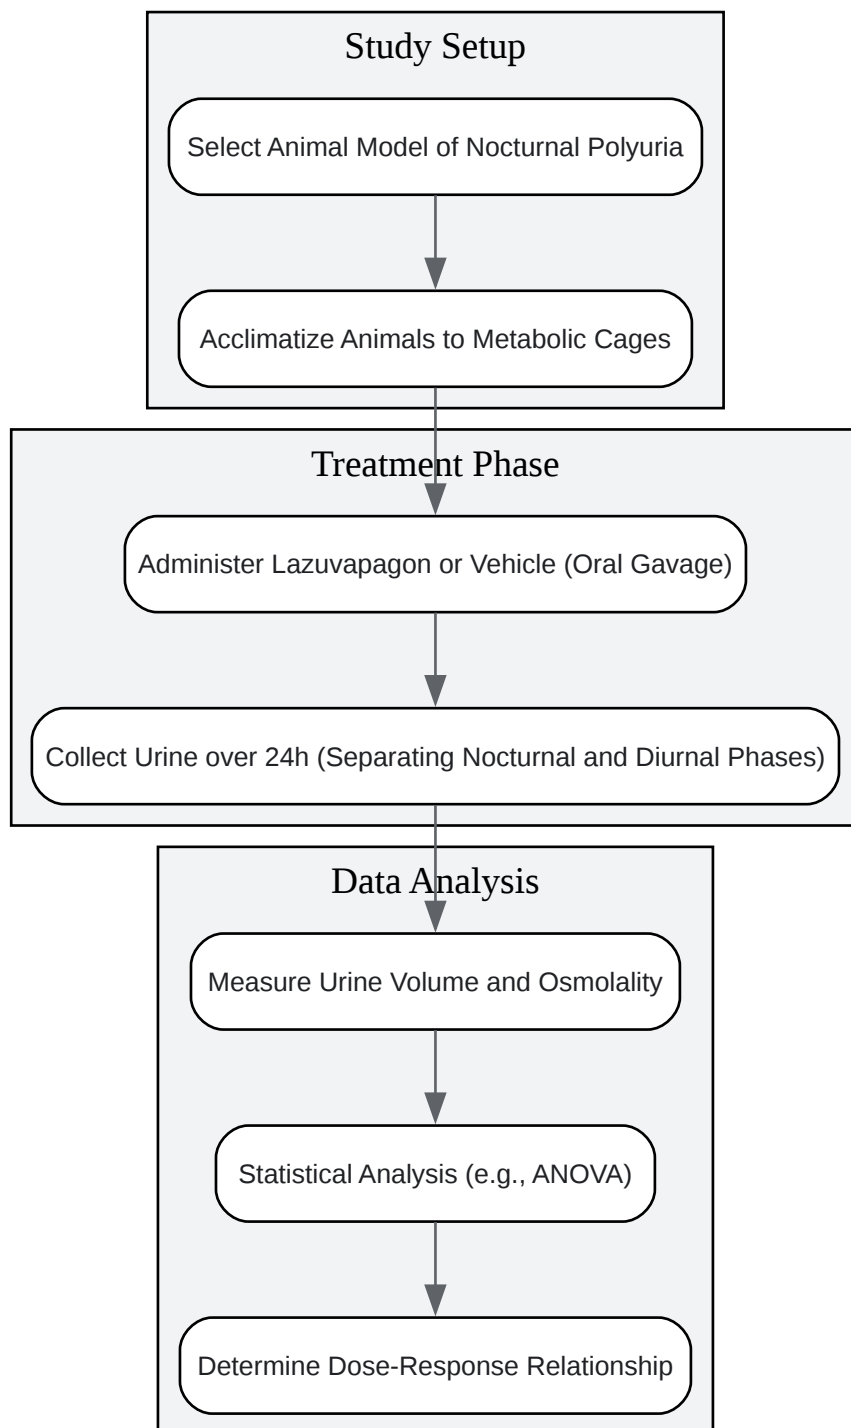 Study Setup
Select Animal Model of Nocturnal Polyuria
Acclimatize Animals to Metabolic Cages
Treatment Phase
Administer Lazuvapagon or Vehicle (Oral Gavage)
Collect Urine over 24h (Separating Nocturnal and Diurnal Phases)
Data Analysis
Measure Urine Volume and Osmolality
Statistical Analysis (e.g., ANOVA)
Determine Dose-Response Relationship